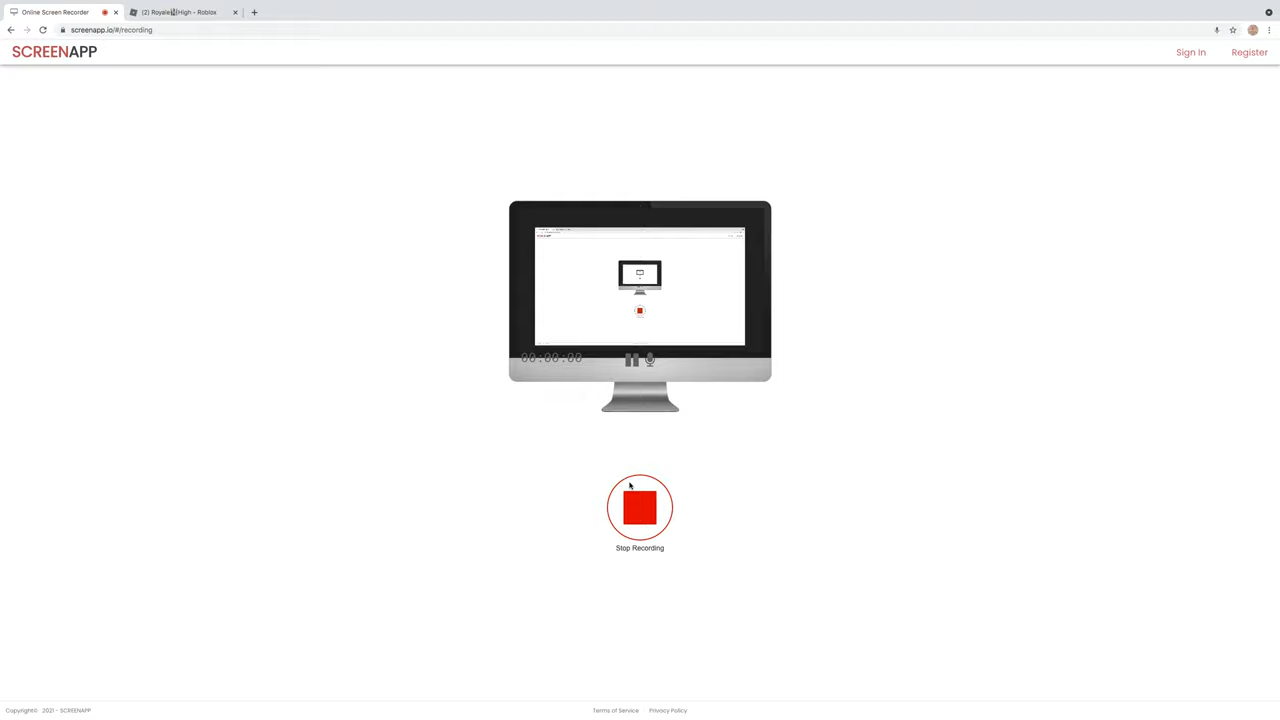 Online Screen Recorder
(2) Royale High - Roblox
screenapp.io/#/recording
SCREENAPP
Sign In
Register
00:00:00
Stop Recording
Copyright© 2021 - SCREENAPP
Terms of Service
Privacy Policy